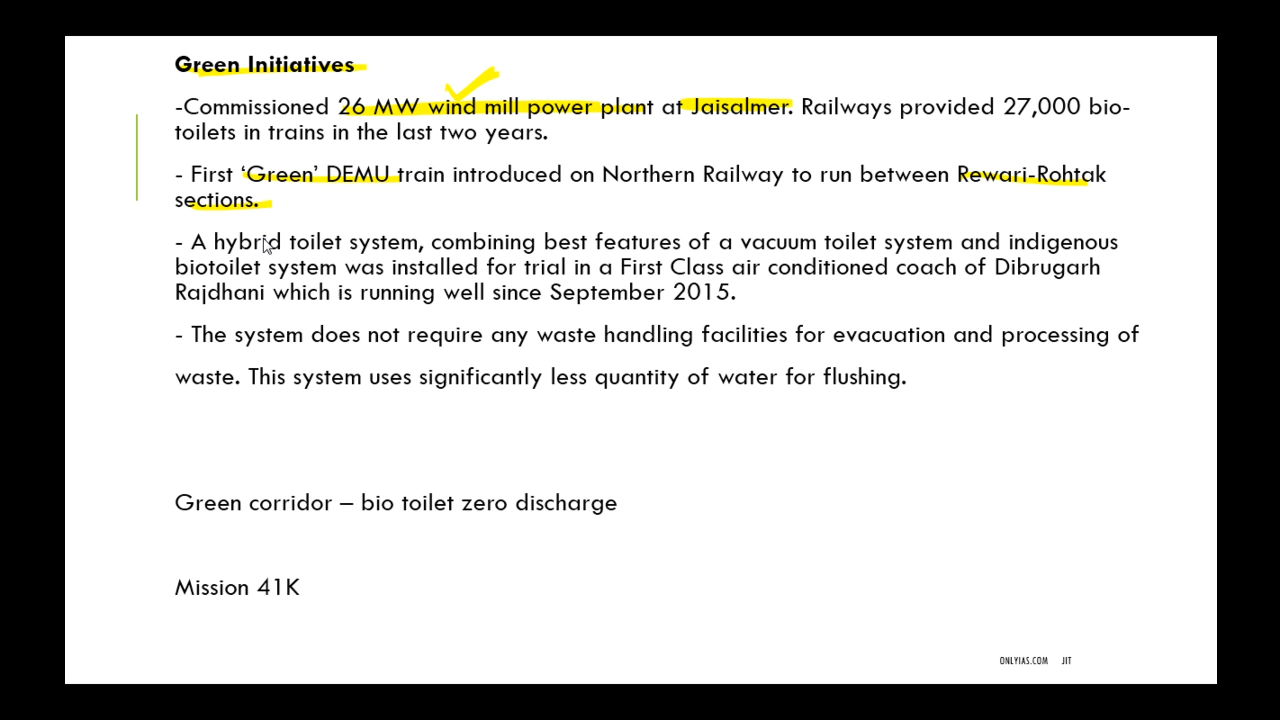 Green Initiatives
-Commissioned 26 MW wind mill power plant at Jaisalmer. Railways provided 27,000 bio-
toilets in trains in the last two years.
- First ‘Green’ DEMU train introduced on Northern Railway to run between Rewari-Rohtak
sections.
- A hybrid toilet system, combining best features of a vacuum toilet system and indigenous
biotoilet system was installed for trial in a First Class air conditioned coach of Dibrugarh
Rajdhani which is running well since September 2015.
- The system does not require any waste handling facilities for evacuation and processing of
waste. This system uses significantly less quantity of water for flushing.
Green corridor – bio toilet zero discharge
Mission 41K
ONLYIAS.COM JIT